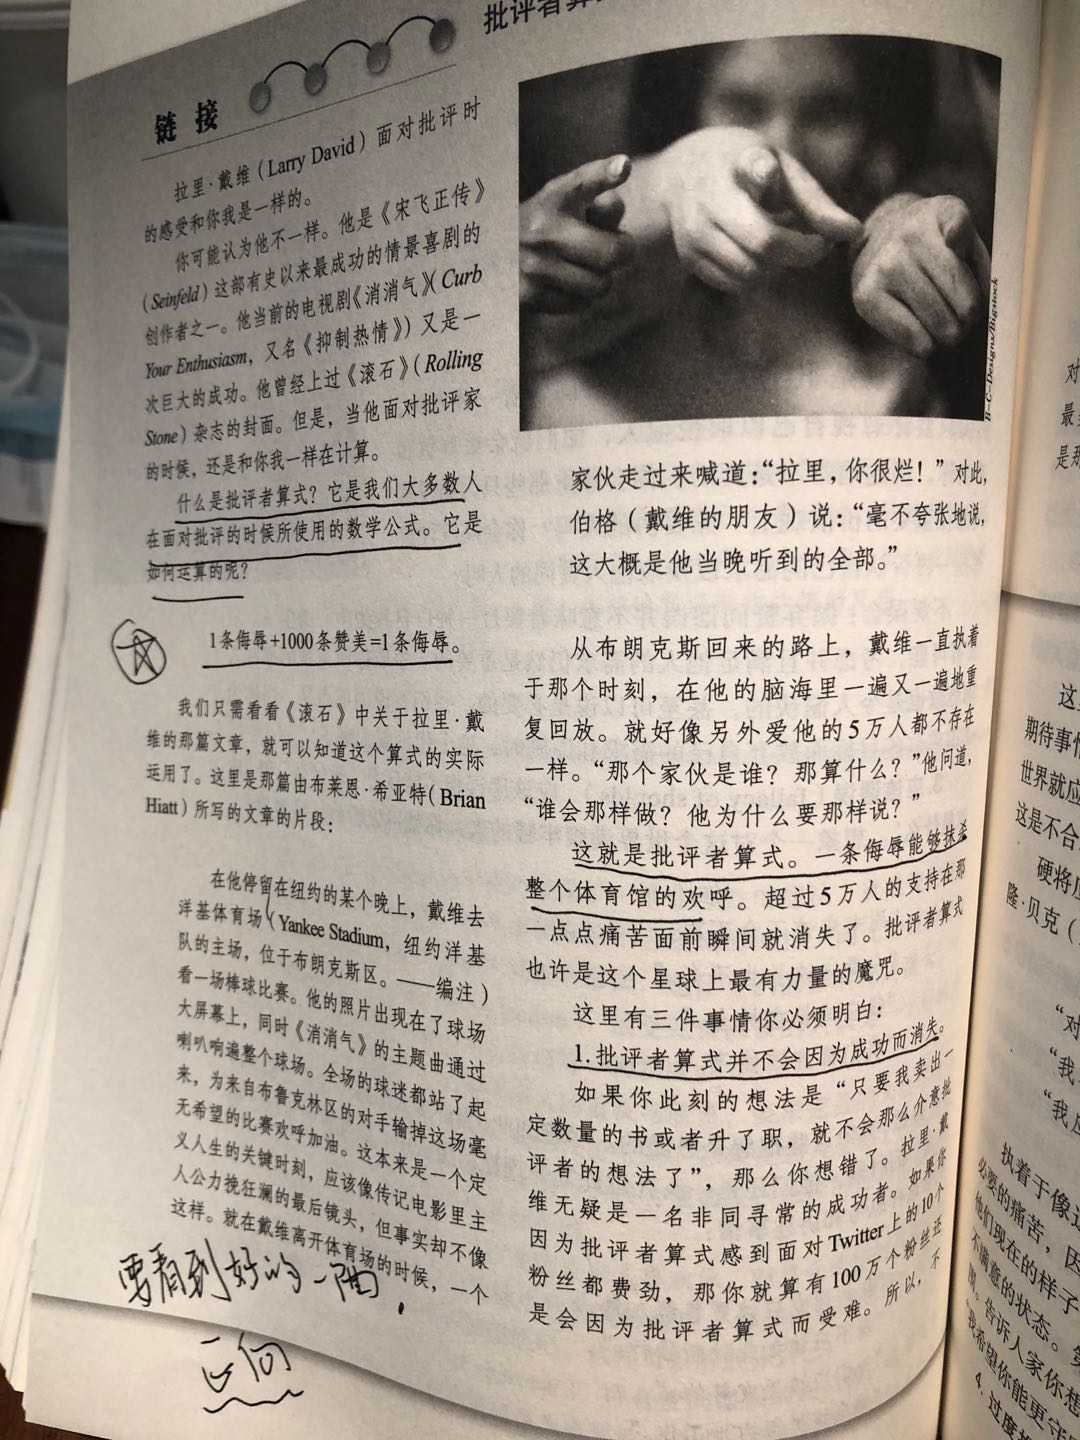 批评者算
链接
拉里·戴维（Larry David）面对批评时
的感受和你我是一样的。
你可能认为他不一样。他是《宋飞正传》
（Seinfeld）这部有史以来最成功的情景喜剧的
创作者之一。他当前的电视剧《消消气》（Curb
Your Enthusiasm，又名《抑制热情》）又是一
次巨大的成功。他曾经上过《滚石》（Rolling
Stone）杂志的封面。但是，当他面对批评家
的时候，还是和你我一样在计算。
什么是批评者算式？它是我们大多数人
在面对批评的时候所使用的数学公式。它是
如何运算的呢？
1条侮辱+1000条赞美=1条侮辱。
我们只需看看《滚石》中关于拉里·戴
维的那篇文章，就可以知道这个算式的实际
运用了。这里是那篇由布莱恩·希亚特（Brian
Hiatt）所写的文章的片段：
在他停留在纽约的某个晚上，戴维去
洋基体育场（Yankee Stadium，纽约洋基
队的主场，位于布朗克斯区。——编注）
看一场棒球比赛。他的照片出现在了球场
大屏幕上，同时《消消气》的主题曲通过
喇叭响遍整个球场。全场的球迷都站了起
来，为来自布鲁克林区的对手输掉这场毫
无希望的比赛欢呼加油。这本来是一个定
义人生的关键时刻，应该像传记电影里主
人公力挽狂澜的最后镜头，但事实却不像
这样。就在戴维离开体育场的时候，一个
要看到好的一面，
正向
B-C-Designs/Bigstock
家伙走过来喊道：“拉里，你很烂！”对此，
伯格（戴维的朋友）说：“毫不夸张地说，
这大概是他当晚听到的全部。”
从布朗克斯回来的路上，戴维一直执着
于那个时刻，在他的脑海里一遍又一遍地重
复回放。就好像另外爱他的5万人都不存在
一样。“那个家伙是谁？那算什么？”他问道，
“谁会那样做？他为什么要那样说？”
这就是批评者算式。一条侮辱能够抹杀
整个体育馆的欢呼。超过5万人的支持在那
一点点痛苦面前瞬间就消失了。批评者算式
也许是这个星球上最有力量的魔咒。
这里有三件事情你必须明白：
1.批评者算式并不会因为成功而消失。
如果你此刻的想法是“只要我卖出一
定数量的书或者升了职，就不会那么介意批
评者的想法了”，那么你想错了。拉里·戴
维无疑是一名非同寻常的成功者。如果你
因为批评者算式感到面对Twitter上的10个
粉丝都费劲，那你就算有100万个粉丝还
是会因为批评者算式而受难。所以，不
对
最
是那
这
期待事情
世界就应
这是不合
硬将
隆·贝克（
“对
“我
“我应
执着于像这
必要的痛苦，因
他们现在的样子
不满意的状态。
围。告诉人家你想
“我希望你能更守
4.过度